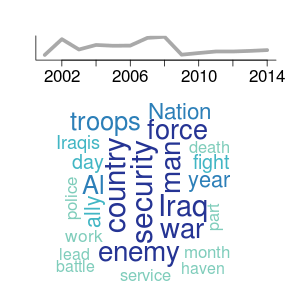 2002 2006 2010 2014
Nation
troops
force
Iraqis
death
day
country
security
man
fight
AI
year
police
ally
Iraq
part
war
work
enemy
lead
month
battle
haven
service